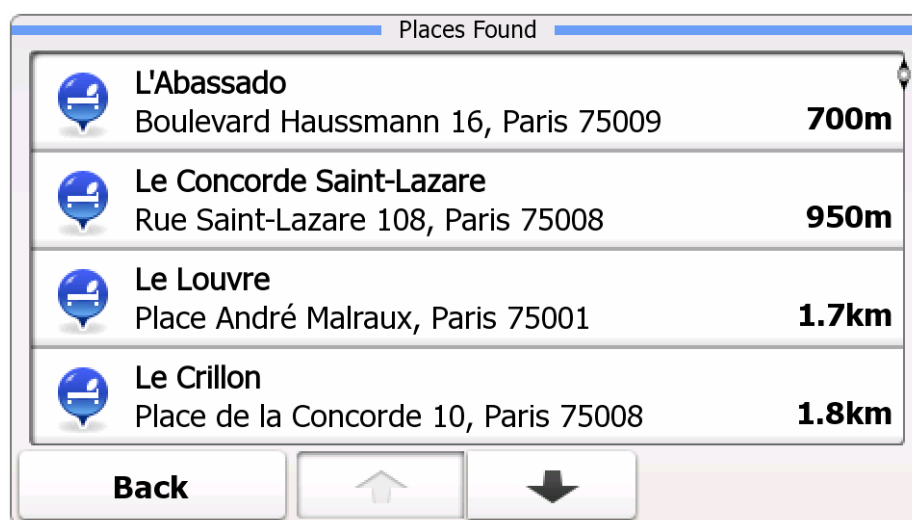 Places Found
L'Abassado
Boulevard Haussmann 16, Paris 75009
700m
Le Concorde Saint-Lazare
Rue Saint-Lazare 108, Paris 75008
950m
Le Louvre
Place André Malraux, Paris 75001
1.7km
Le Crillon
Place de la Concorde 10, Paris 75008
1.8km
Back